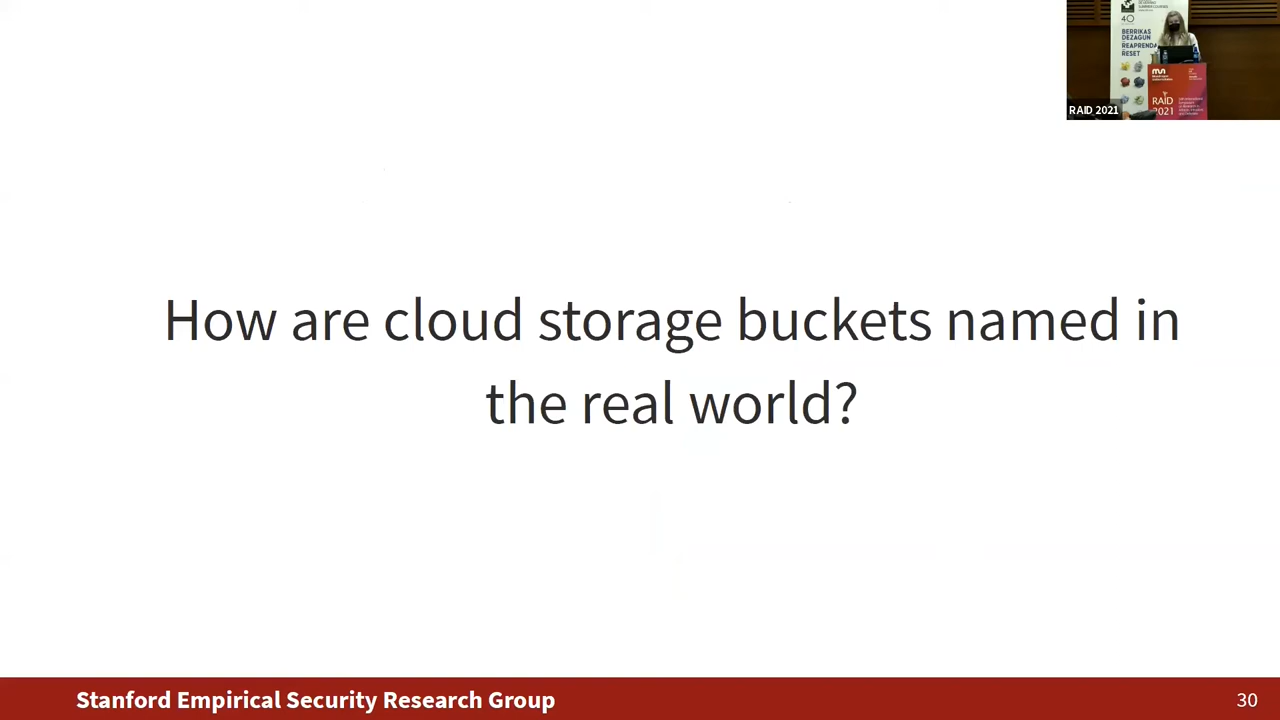 40
BERRIKAS
DEZAGUN
REAPRENDA
RESET
RAID
2021
RAID 2021
How are cloud storage buckets named in
the real world?
Stanford Empirical Security Research Group
30